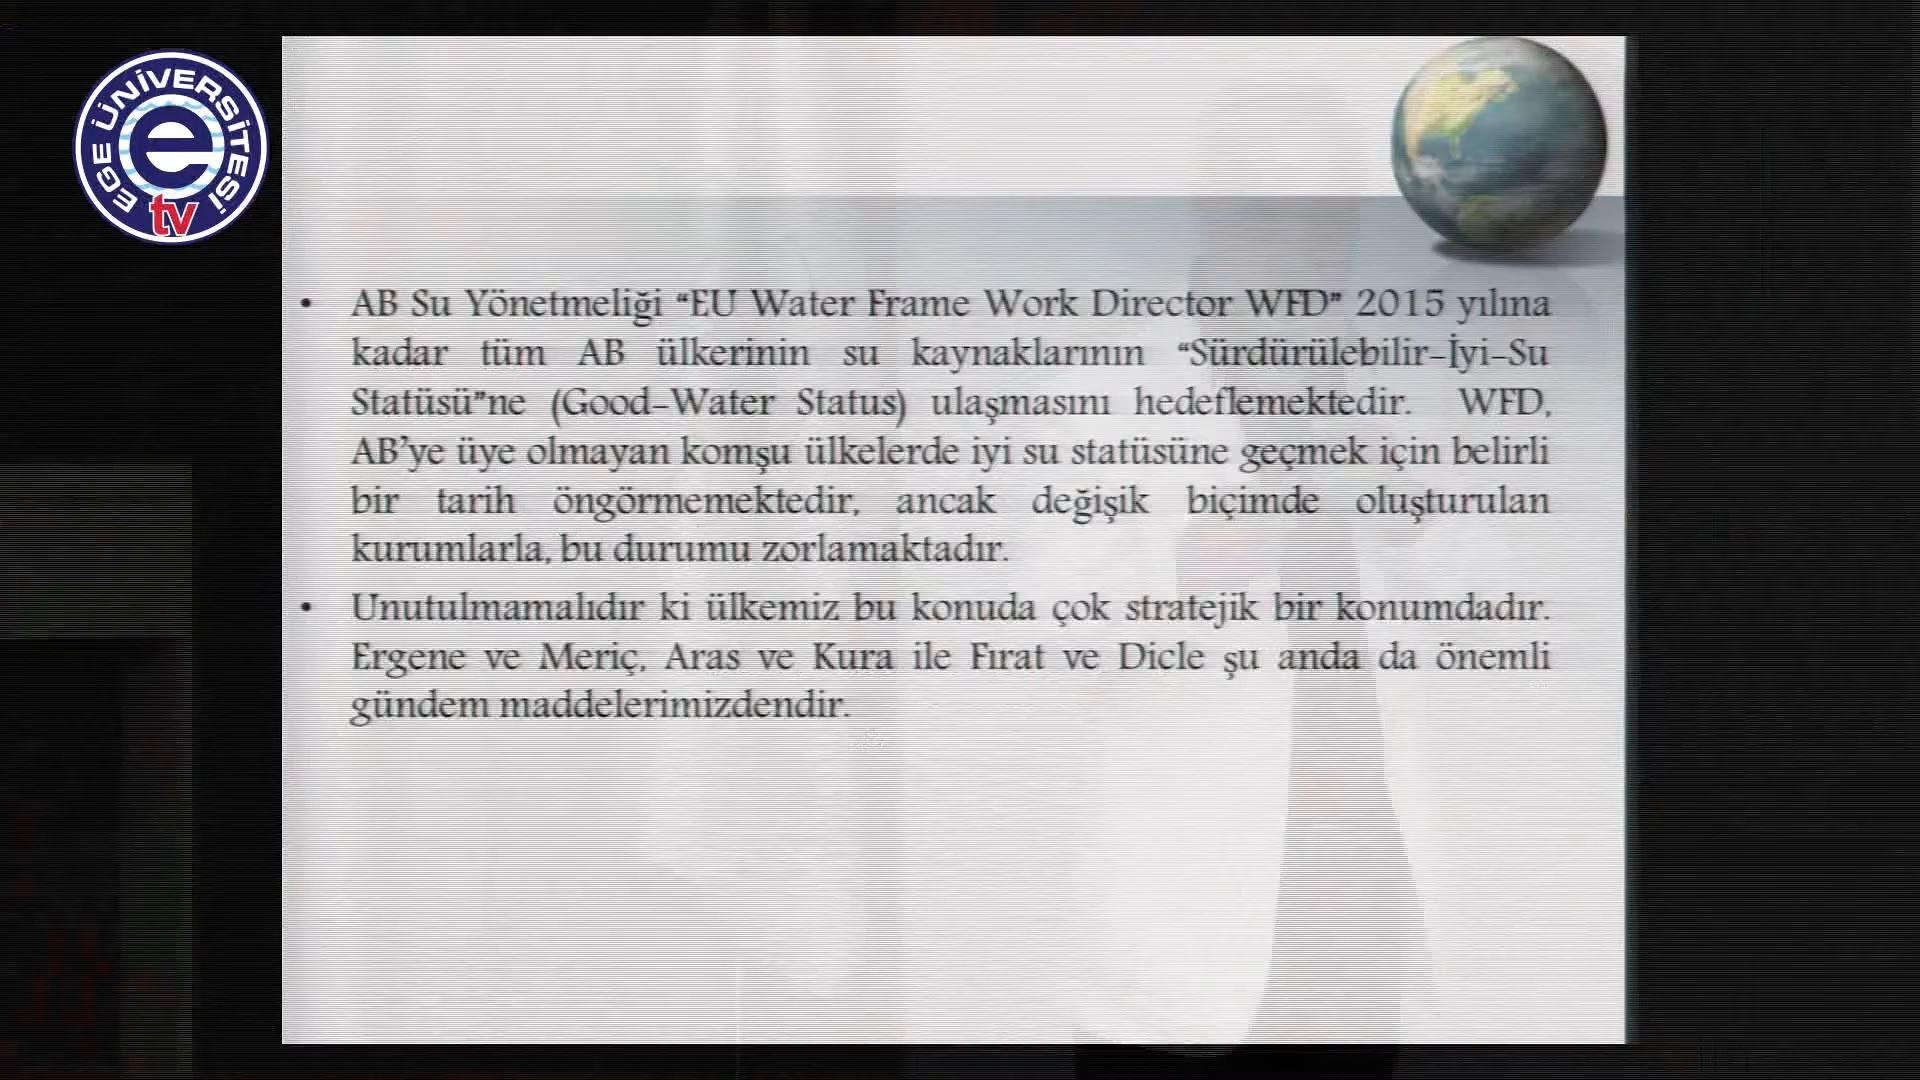 EGE ÜNİVERSİTESİ
e
tv
• AB Su Yönetmeliği “EU Water Frame Work Director WFD” 2015 yılına
kadar tüm AB ülkerinin su kaynaklarının “Sürdürülebilir-İyi-Su
Statüsü”ne (Good-Water Status) ulaşmasını hedeflemektedir. WFD,
AB’ye üye olmayan komşu ülkelerde iyi su statüsüne geçmek için belirli
bir tarih öngörmemektedir, ancak değişik biçimde oluşturulan
kurumlarla, bu durumu zorlamaktadır.
• Unutulmamalıdır ki ülkemiz bu konuda çok stratejik bir konumdadır.
Ergene ve Meriç, Aras ve Kura ile Fırat ve Dicle şu anda da önemli
gündem maddelerimizdendir.